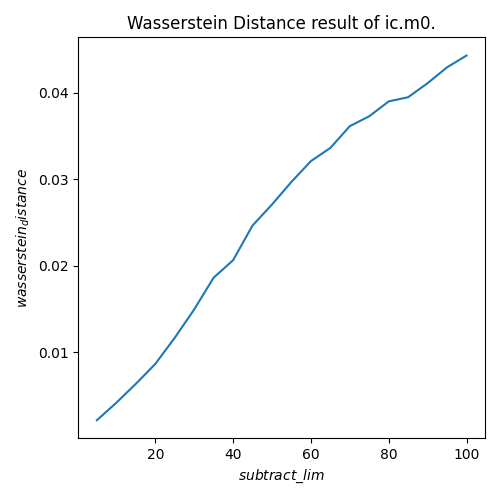 Wasserstein Distance result of ic.m0.
0.04
0.03
0.02
0.01
wasserstein_distance
20 40 60 80 100
subtract_lim